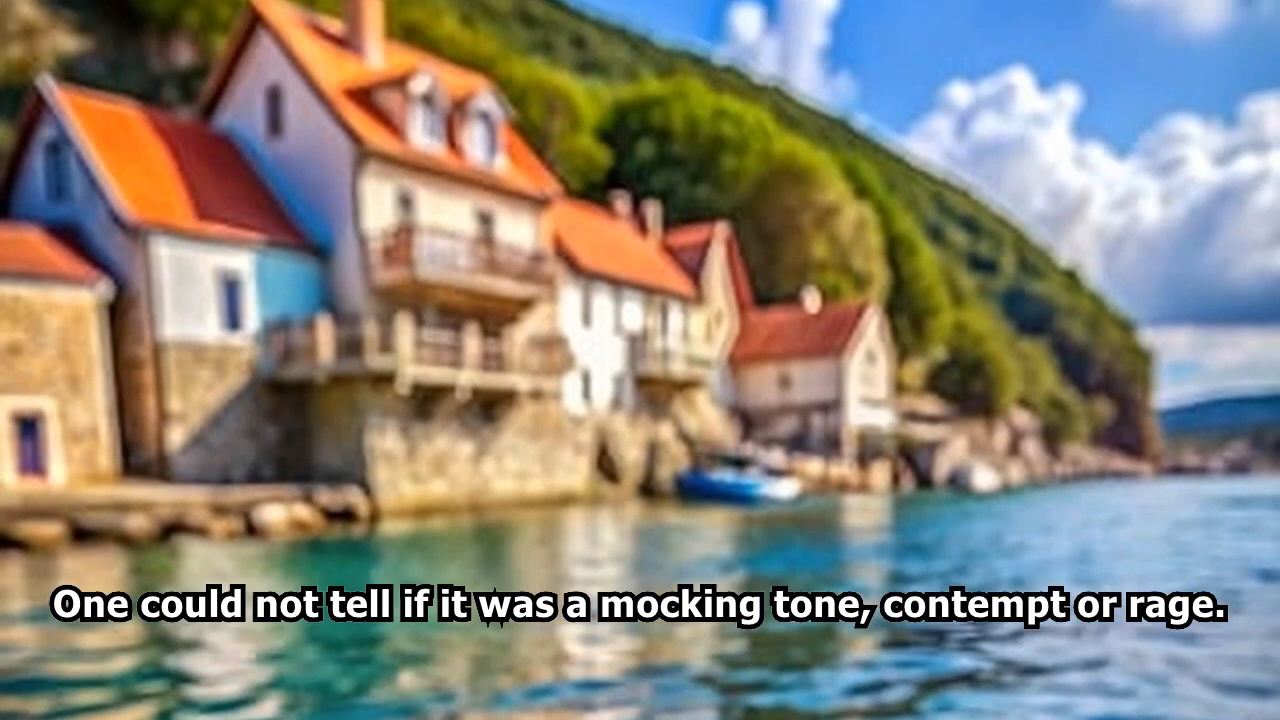 One could not tell if it was a mocking tone, contempt or rage.